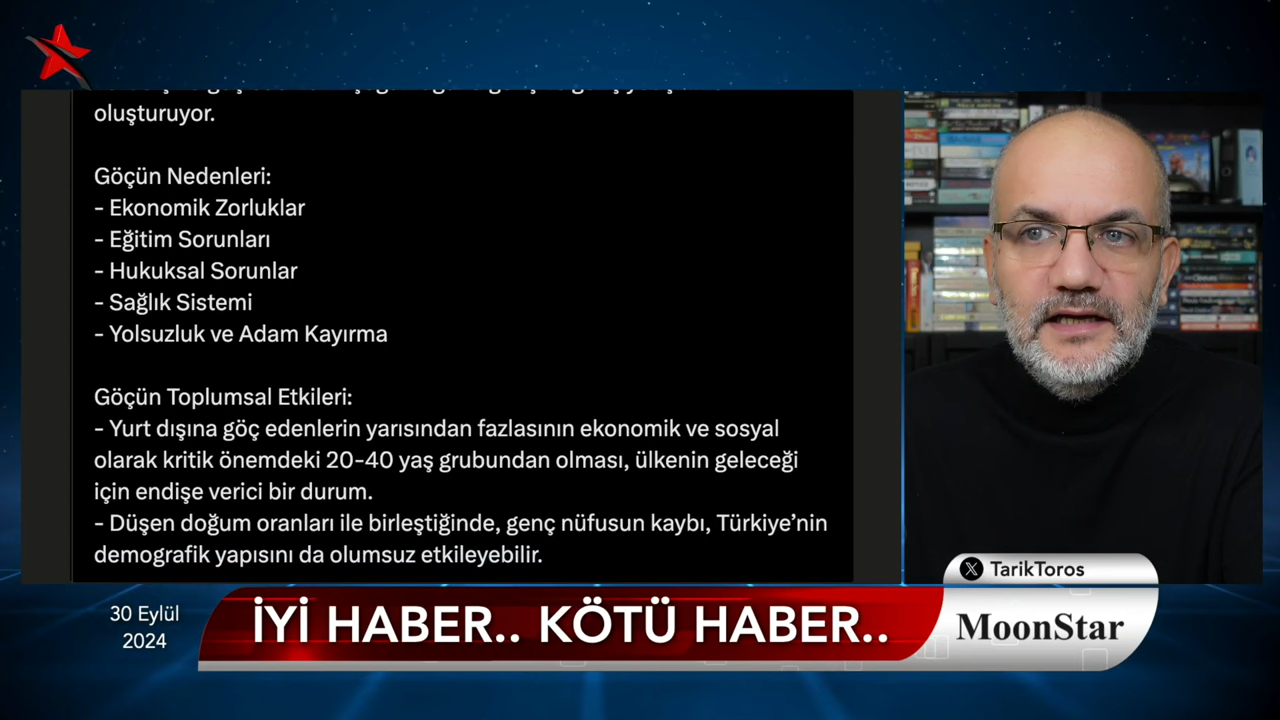 oluşturuyor.
Göçün Nedenleri:
- Ekonomik Zorluklar
- Eğitim Sorunları
- Hukuksal Sorunlar
- Sağlık Sistemi
- Yolsuzluk ve Adam Kayırma
Göçün Toplumsal Etkileri:
- Yurt dışına göç edenlerin yarısından fazlasının ekonomik ve sosyal
olarak kritik önemdeki 20-40 yaş grubundan olması, ülkenin geleceği
için endişe verici bir durum.
- Düşen doğum oranları ile birleştiğinde, genç nüfusun kaybı, Türkiye’nin
demografik yapısını da olumsuz etkileyebilir.
X TarikToros
30 Eylül
2024
İYİ HABER.. KÖTÜ HABER..
MoonStar